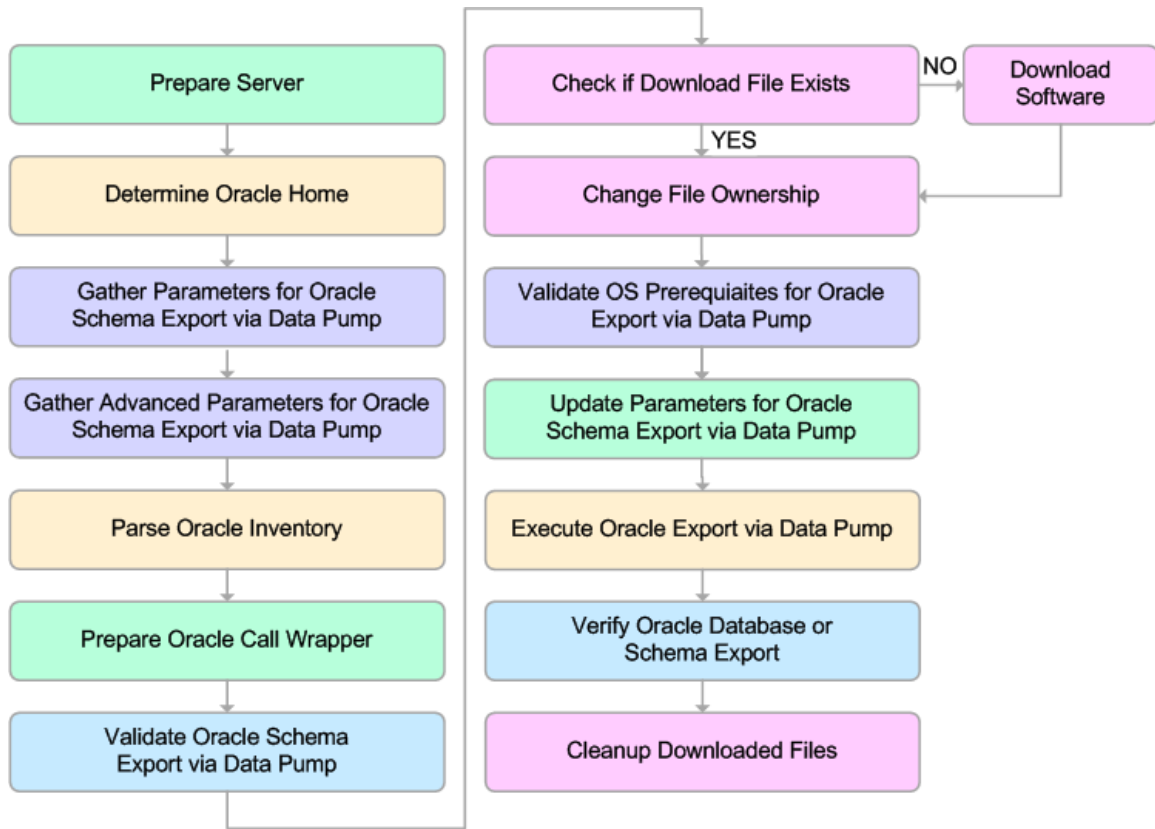 Prepare Server
Determine Oracle Home
Gather Parameters for Oracle
Schema Export via Data Pump
Gather Advanced Parameters for Oracle
Schema Export via Data Pump
Parse Oracle Inventory
Prepare Oracle Call Wrapper
Validate Oracle Schema
Export via Data Pump
Check if Download File Exists
NO
Download
Software
YES
Change File Ownership
Validate OS Prerequiaites for Oracle
Export via Data Pump
Update Parameters for Oracle
Schema Export via Data Pump
Execute Oracle Export via Data Pump
Verify Oracle Database or
Schema Export
Cleanup Downloaded Files